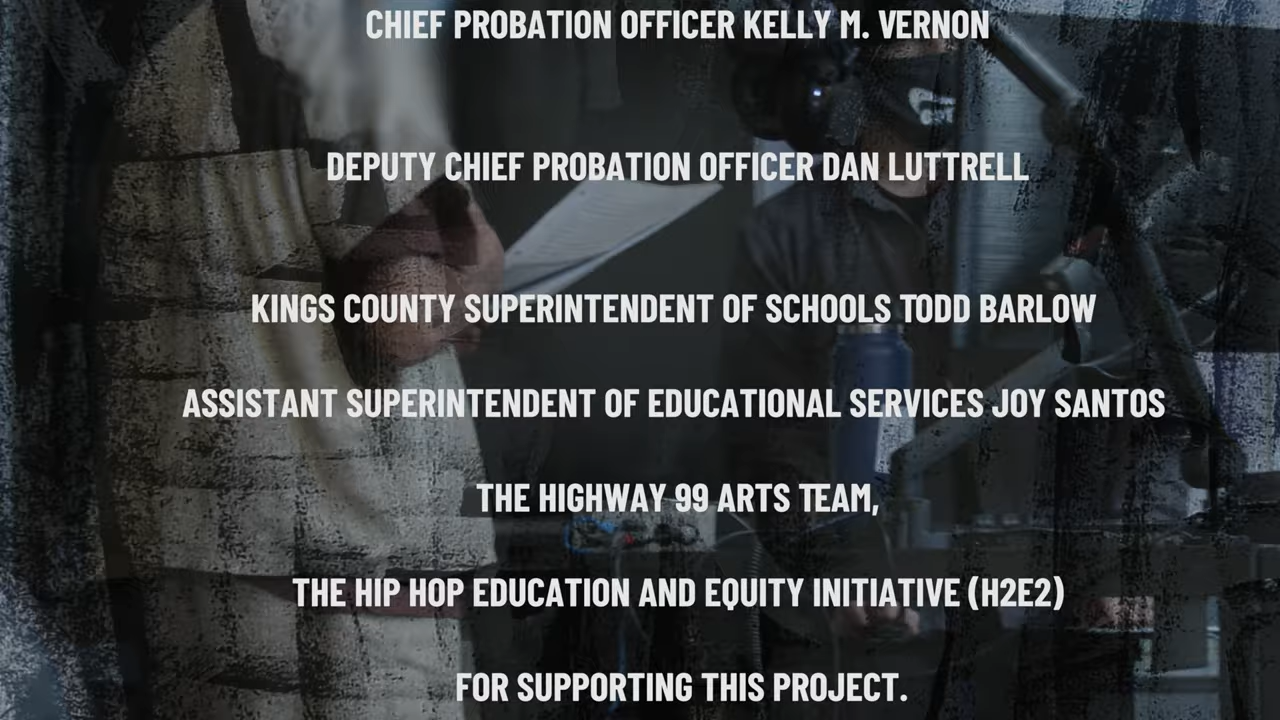 CHIEF PROBATION OFFICER KELLY M. VERNON
DEPUTY CHIEF PROBATION OFFICER DAN LUTTRELL
KINGS COUNTY SUPERINTENDENT OF SCHOOLS TODD BARLOW
ASSISTANT SUPERINTENDENT OF EDUCATIONAL SERVICES JOY SANTOS
THE HIGHWAY 99 ARTS TEAM,
THE HIP HOP EDUCATION AND EQUITY INITIATIVE (H2E2)
FOR SUPPORTING THIS PROJECT.